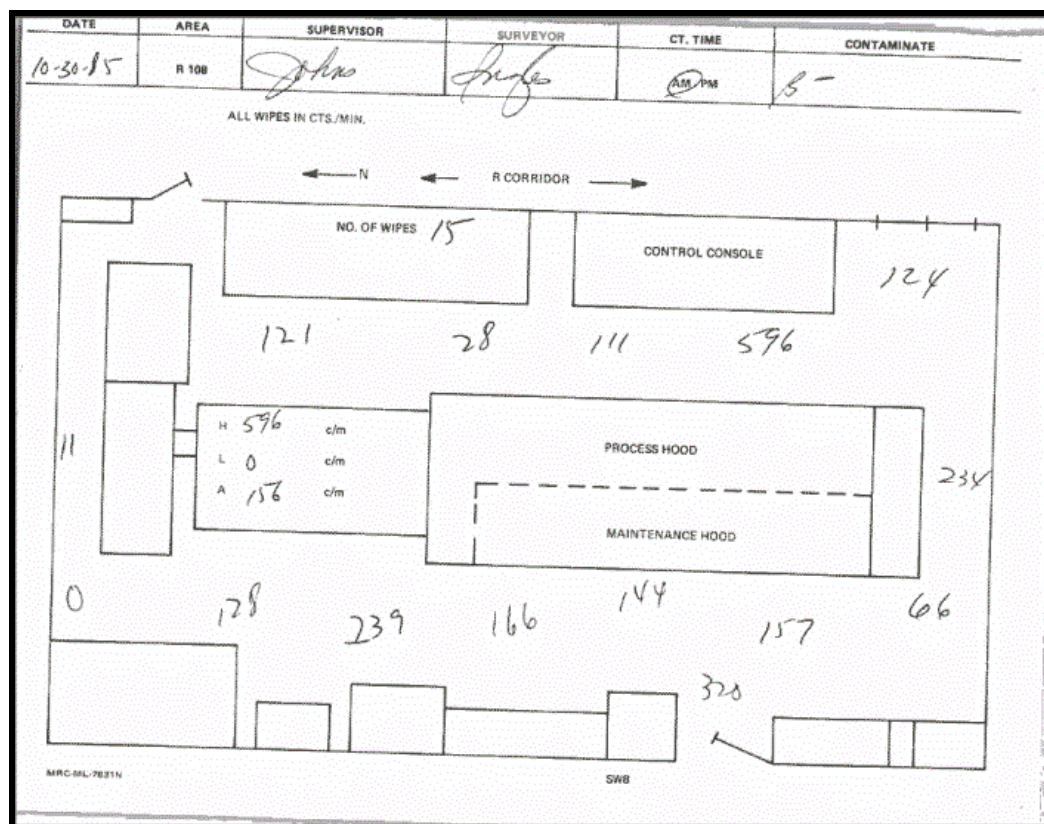 DATE AREA SUPERVISOR SURVEYOR CT. TIME CONTAMINATE
10-30-85 R 108 Johns AM/PM β-
ALL WIPES IN CTS./MIN.
N R CORRIDOR
NO. OF WIPES 15
CONTROL CONSOLE
124
121 28 111 596
H 596 c/m
L 0 c/m
A 156 c/m
PROCESS HOOD
11
234
MAINTENANCE HOOD
0 128 239 166 144 157 66
320
MRC-ML-7831N SW8